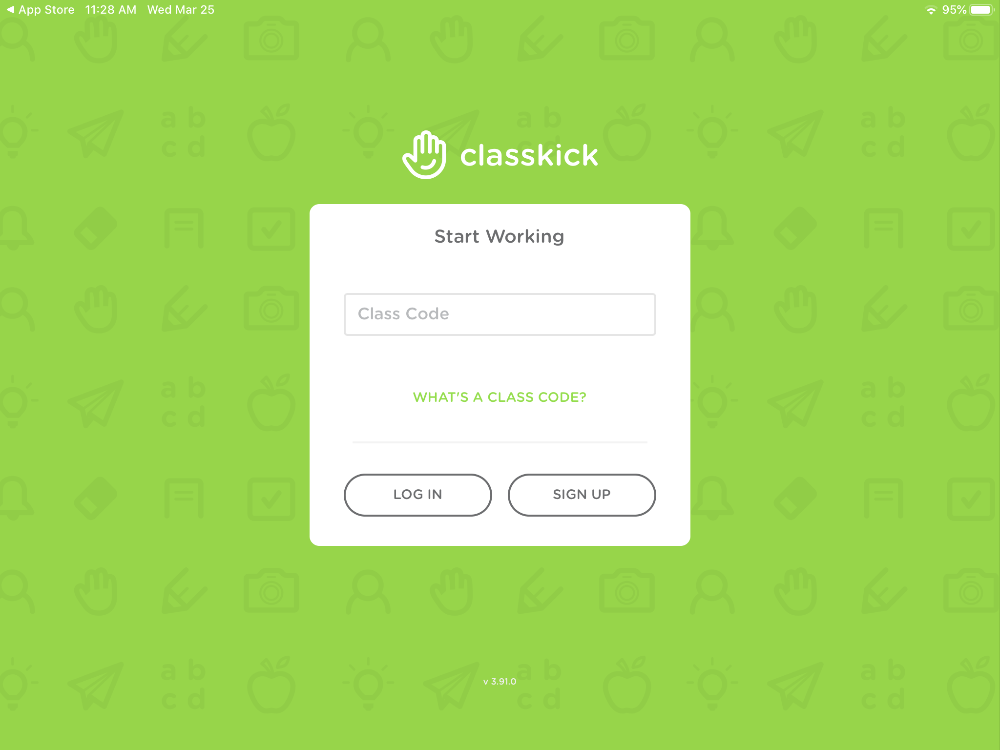 App Store 11:28 AM Wed Mar 25 95%
a b a b a b
c d c d c d
classkick
Start Working
Class Code
WHAT'S A CLASS CODE?
a b a b
c d c d
LOG IN SIGN UP
a b a b a b
v 3.91.0
c d c d c d